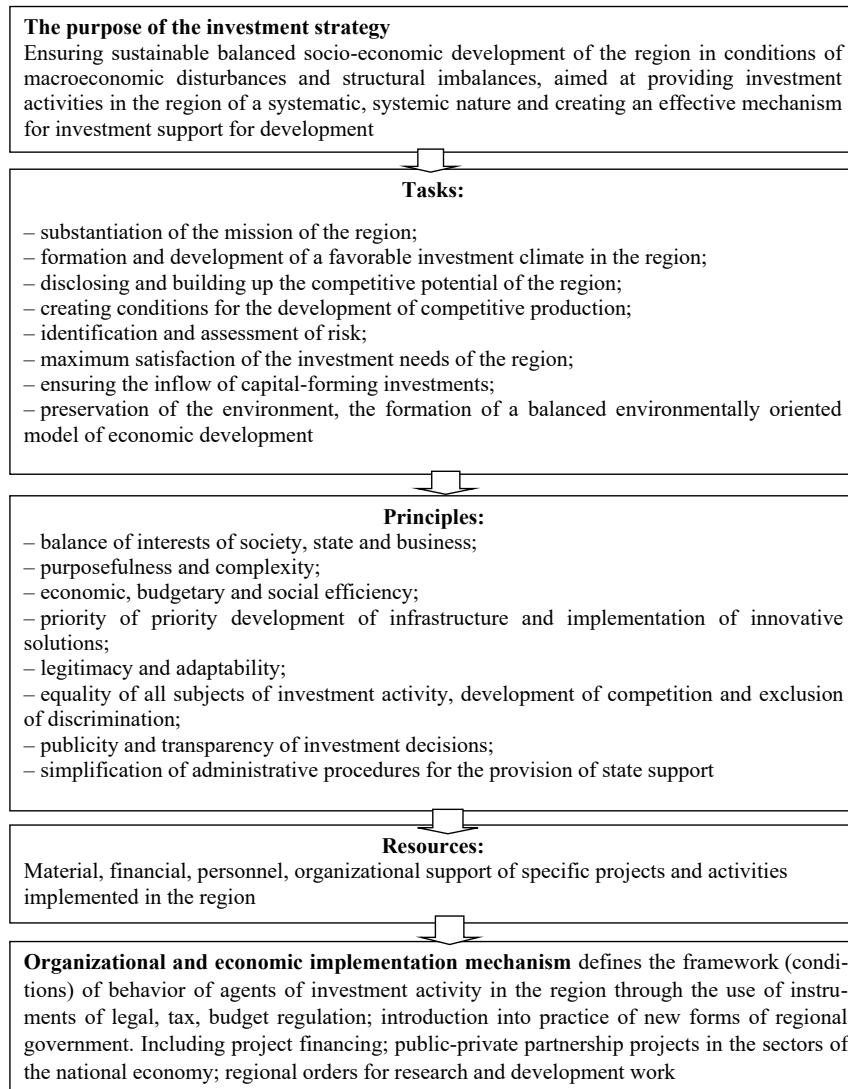 The purpose of the investment strategy
Ensuring sustainable balanced socio-economic development of the region in conditions of
macroeconomic disturbances and structural imbalances, aimed at providing investment
activities in the region of a systematic, systemic nature and creating an effective mechanism
for investment support for development
Tasks:
– substantiation of the mission of the region;
– formation and development of a favorable investment climate in the region;
– disclosing and building up the competitive potential of the region;
– creating conditions for the development of competitive production;
– identification and assessment of risk;
– maximum satisfaction of the investment needs of the region;
– ensuring the inflow of capital-forming investments;
– preservation of the environment, the formation of a balanced environmentally oriented
model of economic development
Principles:
– balance of interests of society, state and business;
– purposefulness and complexity;
– economic, budgetary and social efficiency;
– priority of priority development of infrastructure and implementation of innovative
solutions;
– legitimacy and adaptability;
– equality of all subjects of investment activity, development of competition and exclusion
of discrimination;
– publicity and transparency of investment decisions;
– simplification of administrative procedures for the provision of state support
Resources:
Material, financial, personnel, organizational support of specific projects and activities
implemented in the region
Organizational and economic implementation mechanism defines the framework (condi-
tions) of behavior of agents of investment activity in the region through the use of instru-
ments of legal, tax, budget regulation; introduction into practice of new forms of regional
government. Including project financing; public-private partnership projects in the sectors of
the national economy; regional orders for research and development work